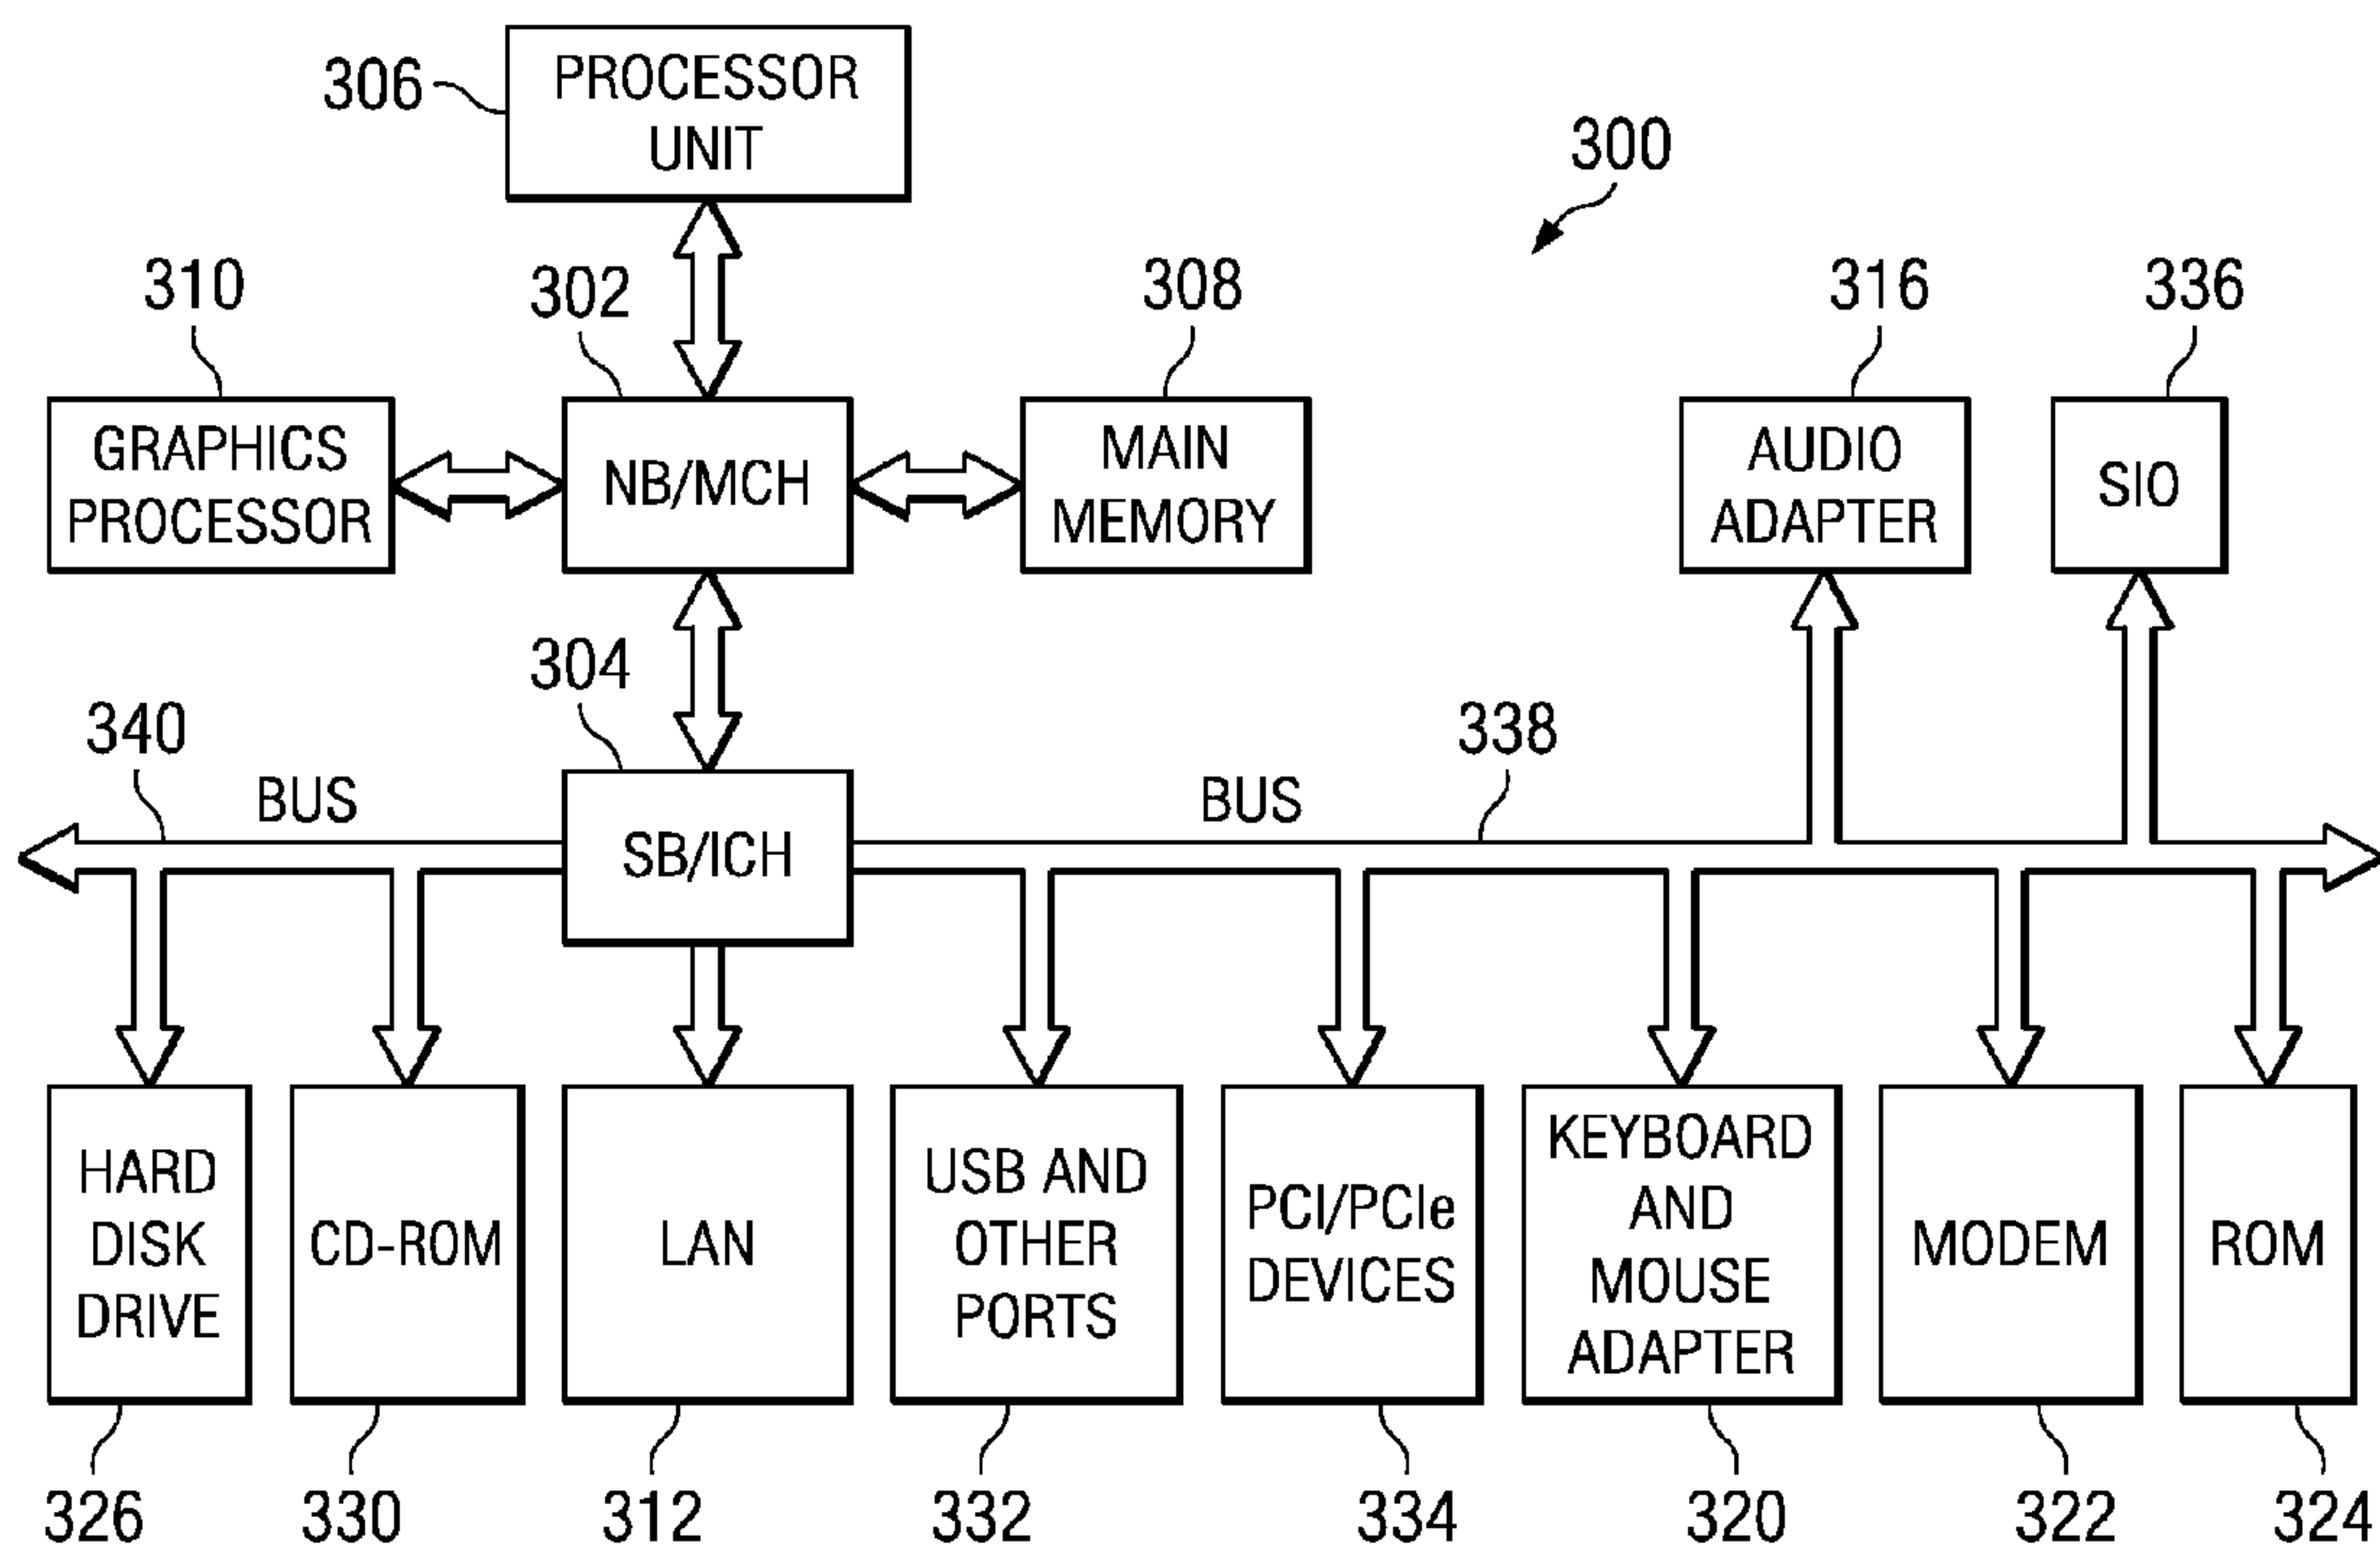 306
PROCESSOR
UNIT
300
310
302
308
316
336
GRAPHICS
PROCESSOR
NB/MCH
MAIN
MEMORY
AUDIO
ADAPTER
SIO
304
340
BUS
SB/ICH
BUS
338
HARD
DISK
DRIVE
CD-ROM
LAN
USB AND
OTHER
PORTS
PCI/PCIe
DEVICES
KEYBOARD
AND
MOUSE
ADAPTER
MODEM
ROM
326
330
312
332
334
320
322
324